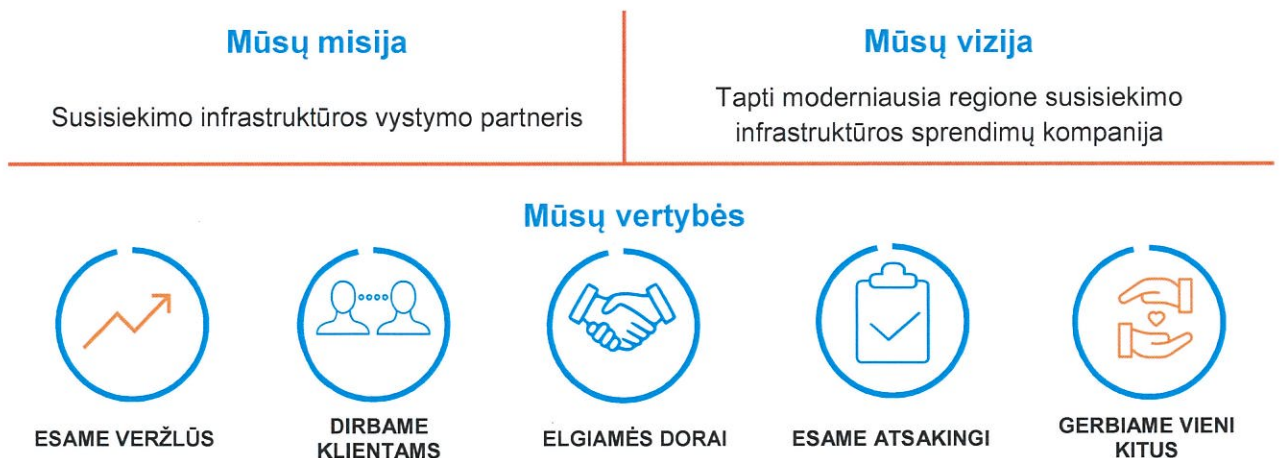 Mūsų misija
Susisiekimo infrastruktūros vystymo partneris
Mūsų vizija
Tapti moderniausia regione susisiekimo
infrastruktūros sprendimų kompanija
Mūsų vertybės
ESAME VERŽLŪS
DIRBAME
KLIENTAMS
ELGIAMĖS DORAI
ESAME ATSAKINGI
GERBIAME VIENI
KITUS